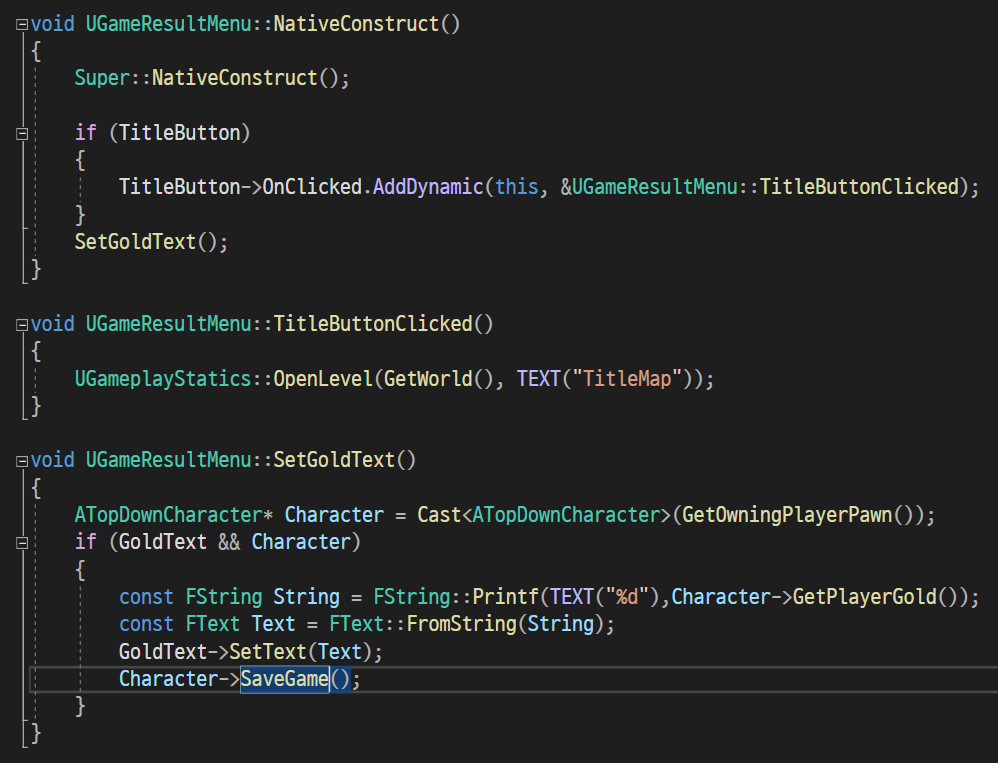 void UGameResultMenu::NativeConstruct()
{
    Super::NativeConstruct();

    if (TitleButton)
    {
        TitleButton->OnClicked.AddDynamic(this, &UGameResultMenu::TitleButtonClicked);
    }
    SetGoldText();
}

void UGameResultMenu::TitleButtonClicked()
{
    UGameplayStatics::OpenLevel(GetWorld(), TEXT("TitleMap"));
}

void UGameResultMenu::SetGoldText()
{
    ATopDownCharacter* Character = Cast<ATopDownCharacter>(GetOwningPlayerPawn());
    if (GoldText && Character)
    {
        const FString String = FString::Printf(TEXT("%d"),Character->GetPlayerGold());
        const FText Text = FText::FromString(String);
        GoldText->SetText(Text);
        Character->SaveGame();
    }
}